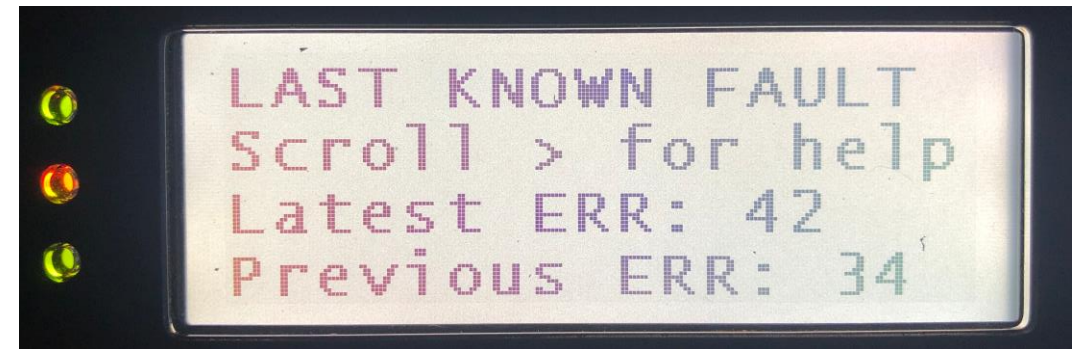 LAST KNOWN FAULT
Scroll > for help
Latest ERR: 42
Previous ERR: 34